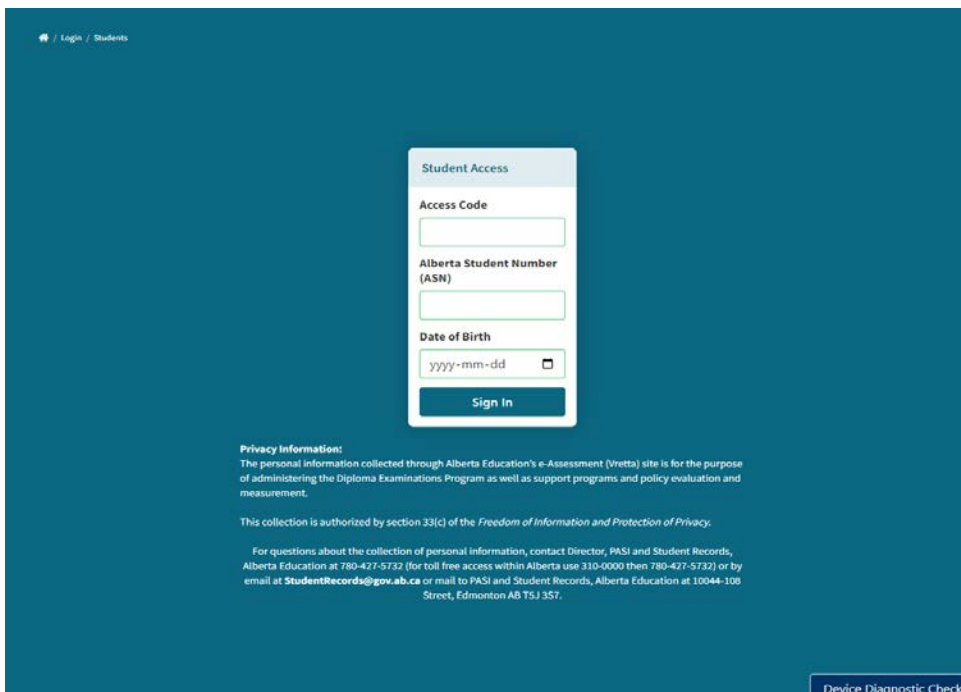 / Login / Students
Student Access
Access Code
Alberta Student Number
(ASN)
Date of Birth
yyyy-mm-dd
Sign In
Privacy Information:
The personal information collected through Alberta Education's e-Assessment (Vretta) site is for the purpose
of administering the Diploma Examinations Program as well as support programs and policy evaluation and
measurement.
This collection is authorized by section 33(c) of the Freedom of Information and Protection of Privacy.
For questions about the collection of personal information, contact Director, PASI and Student Records,
Alberta Education at 780-427-5732 (for toll free access within Alberta use 310-0000 then 780-427-5732) or by
email at StudentRecords@gov.ab.ca or mail to PASI and Student Records, Alberta Education at 10044-108
Street, Edmonton AB T5J 3S7.
Device Diagnostic Check